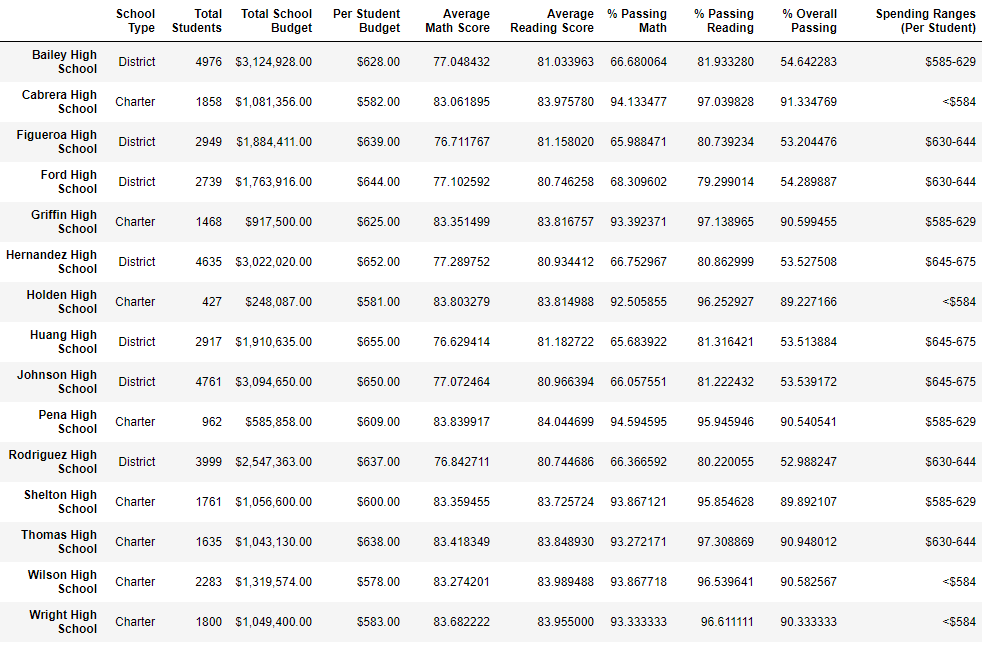 School Type Total Students Total School Budget Per Student Budget Average Math Score Average Reading Score % Passing Math % Passing Reading % Overall Passing Spending Ranges (Per Student)
Bailey High School District 4976 $3,124,928.00 $628.00 77.048432 81.033963 66.680064 81.933280 54.642283 $585-629
Cabrera High School Charter 1858 $1,081,356.00 $582.00 83.061895 83.975780 94.133477 97.039828 91.334769 <$584
Figueroa High School District 2949 $1,884,411.00 $639.00 76.711767 81.158020 65.988471 80.739234 53.204476 $630-644
Ford High School District 2739 $1,763,916.00 $644.00 77.102592 80.746258 68.309602 79.299014 54.289887 $630-644
Griffin High School Charter 1468 $917,500.00 $625.00 83.351499 83.816757 93.392371 97.138965 90.599455 $585-629
Hernandez High School District 4635 $3,022,020.00 $652.00 77.289752 80.934412 66.752967 80.862999 53.527508 $645-675
Holden High School Charter 427 $248,087.00 $581.00 83.803279 83.814988 92.505855 96.252927 89.227166 <$584
Huang High School District 2917 $1,910,635.00 $655.00 76.629414 81.182722 65.683922 81.316421 53.513884 $645-675
Johnson High School District 4761 $3,094,650.00 $650.00 77.072464 80.966394 66.057551 81.222432 53.539172 $645-675
Pena High School Charter 962 $585,858.00 $609.00 83.839917 84.044699 94.594595 95.945946 90.540541 $585-629
Rodriguez High School District 3999 $2,547,363.00 $637.00 76.842711 80.744686 66.366592 80.220055 52.988247 $630-644
Shelton High School Charter 1761 $1,056,600.00 $600.00 83.359455 83.725724 93.867121 95.854628 89.892107 $585-629
Thomas High School Charter 1635 $1,043,130.00 $638.00 83.418349 83.848930 93.272171 97.308869 90.948012 $630-644
Wilson High School Charter 2283 $1,319,574.00 $578.00 83.274201 83.989488 93.867718 96.539641 90.582567 <$584
Wright High School Charter 1800 $1,049,400.00 $583.00 83.682222 83.955000 93.333333 96.611111 90.333333 <$584